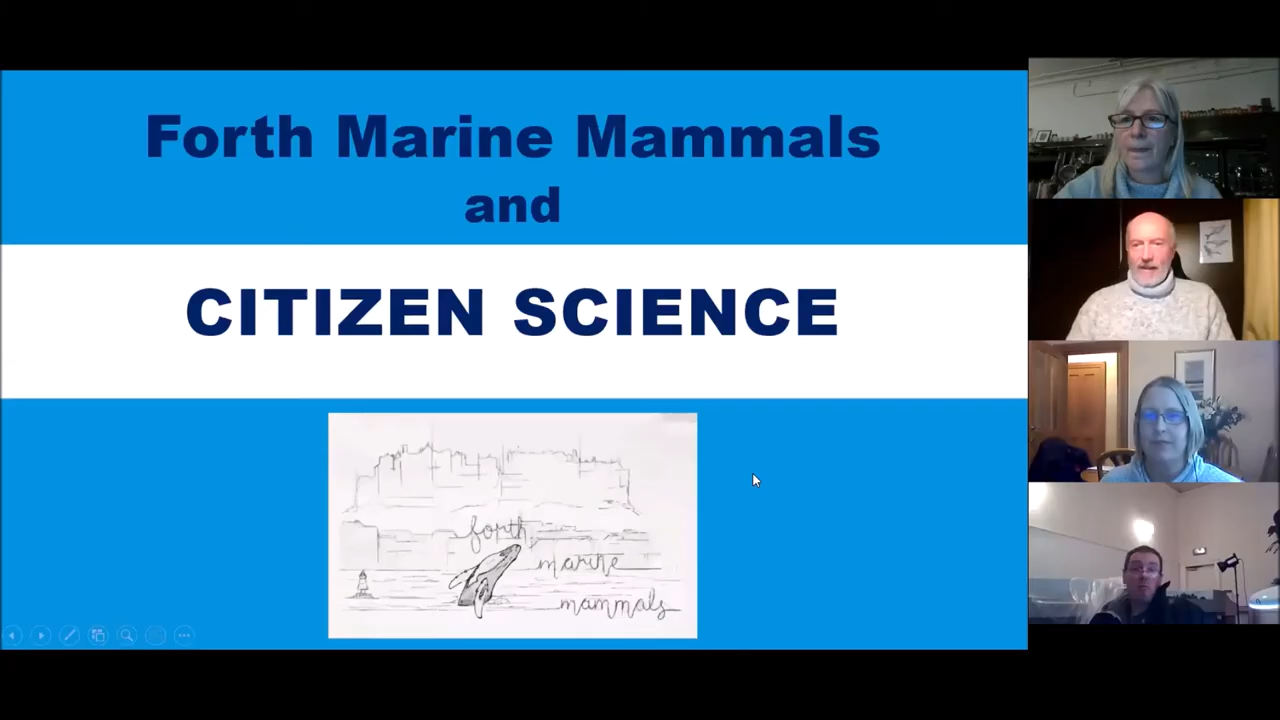 Forth Marine Mammals
and
CITIZEN SCIENCE
forth
marine
mammals